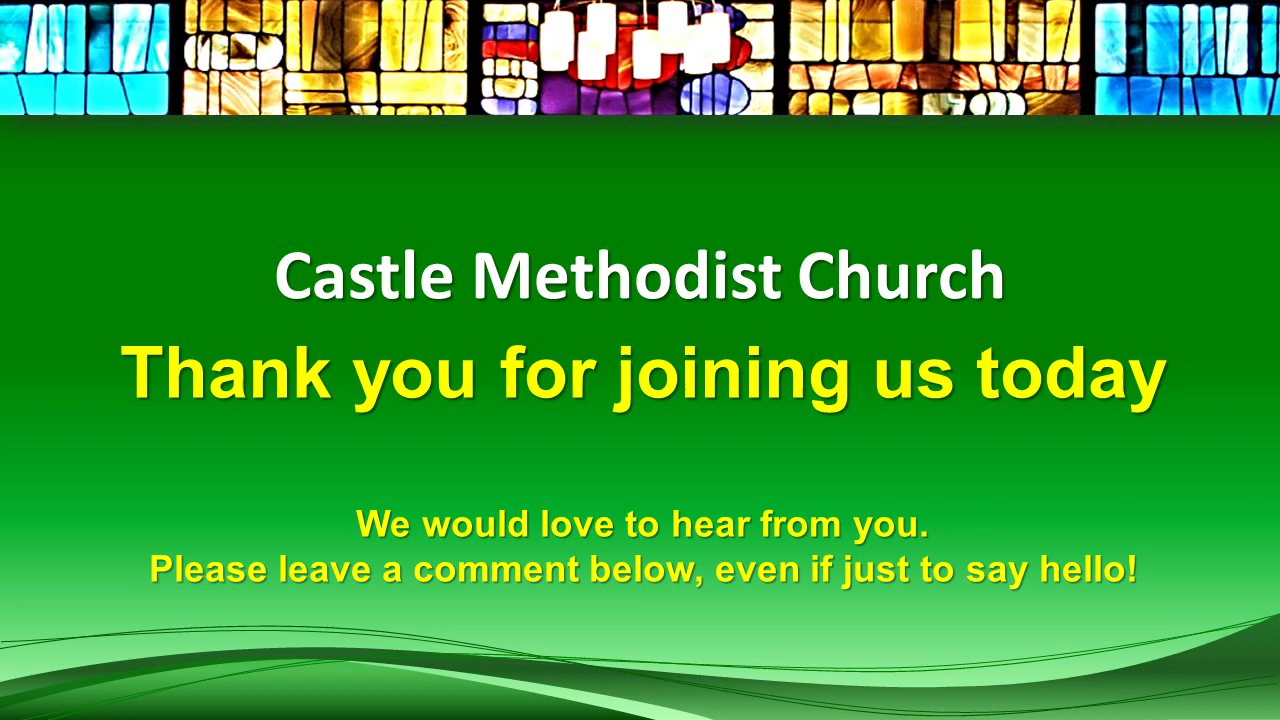 Castle Methodist Church
Thank you for joining us today
We would love to hear from you.
Please leave a comment below, even if just to say hello!